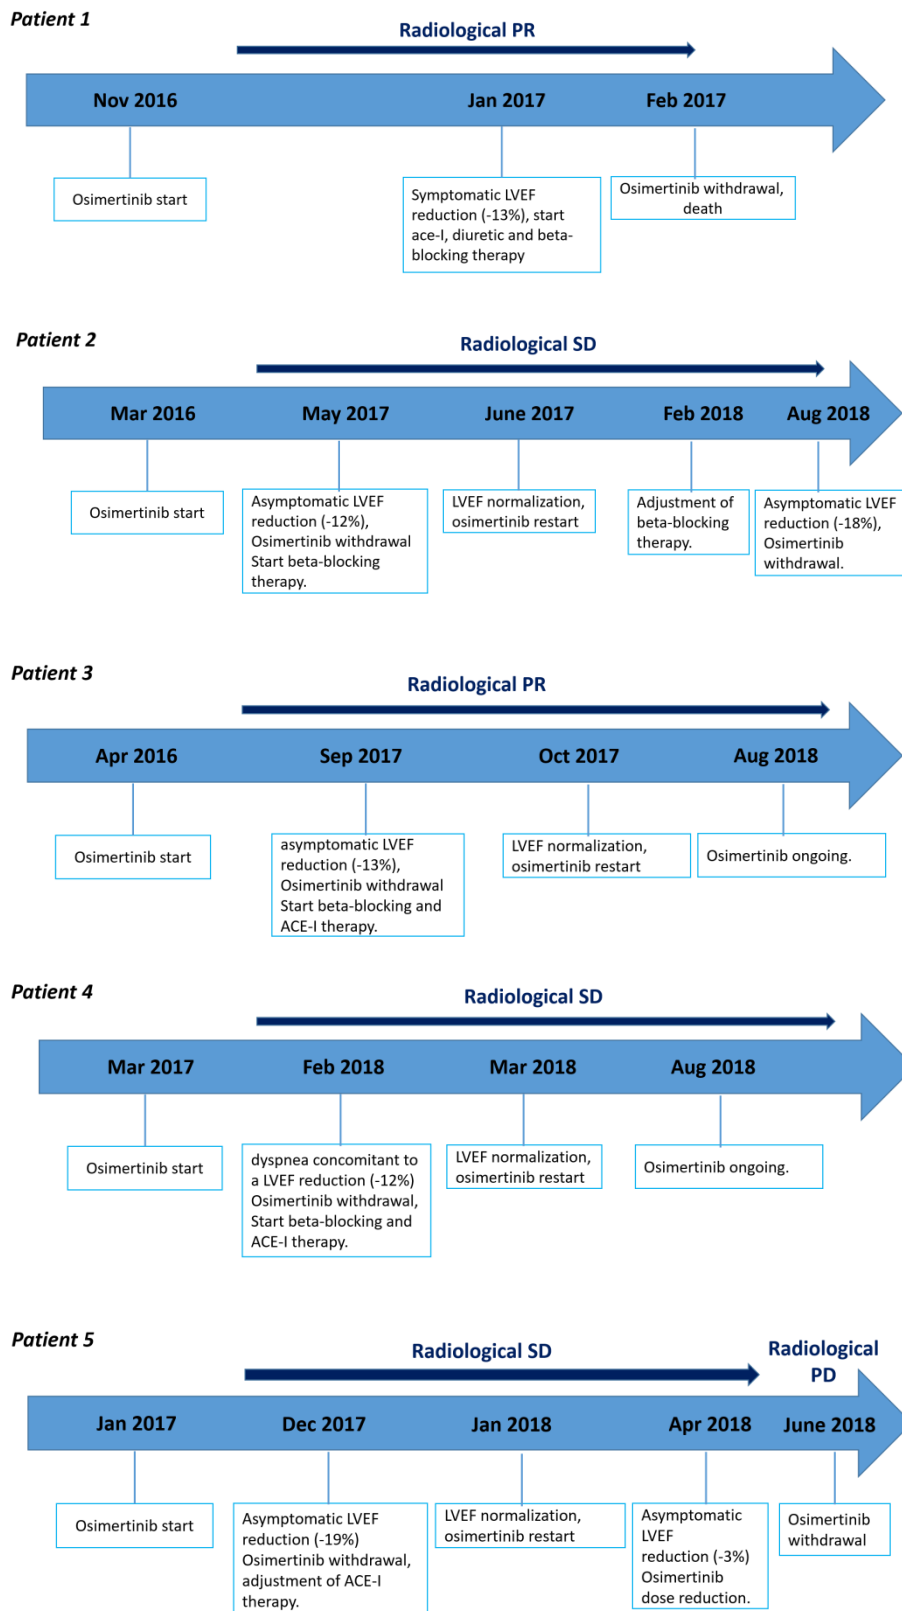 Patient 1
Radiological PR
Nov 2016
Jan 2017
Feb 2017
Osimertinib start
Symptomatic LVEF
reduction (-13%), start
ace-I, diuretic and beta-
blocking therapy
Osimertinib withdrawal,
death
Patient 2
Radiological SD
Mar 2016
May 2017
June 2017
Feb 2018
Aug 2018
Osimertinib start
Asymptomatic LVEF
reduction (-12%),
Osimertinib withdrawal
Start beta-blocking
therapy.
LVEF normalization,
osimertinib restart
Adjustment of
beta-blocking
therapy.
Asymptomatic LVEF
reduction (-18%),
Osimertinib
withdrawal.
Patient 3
Radiological PR
Apr 2016
Sep 2017
Oct 2017
Aug 2018
Osimertinib start
asymptomatic LVEF
reduction (-13%),
Osimertinib withdrawal
Start beta-blocking and
ACE-I therapy.
LVEF normalization,
osimertinib restart
Osimertinib ongoing.
Patient 4
Radiological SD
Mar 2017
Feb 2018
Mar 2018
Aug 2018
Osimertinib start
dyspnea concomitant to
a LVEF reduction (-12%)
Osimertinib withdrawal,
Start beta-blocking and
ACE-I therapy.
LVEF normalization,
osimertinib restart
Osimertinib ongoing.
Patient 5
Radiological SD
Radiological
PD
Jan 2017
Dec 2017
Jan 2018
Apr 2018
June 2018
Osimertinib start
Asymptomatic LVEF
reduction (-19%)
Osimertinib withdrawal,
adjustment of ACE-I
therapy.
LVEF normalization,
osimertinib restart
Asymptomatic
LVEF
reduction (-3%)
Osimertinib
dose reduction.
Osimertinib
withdrawal